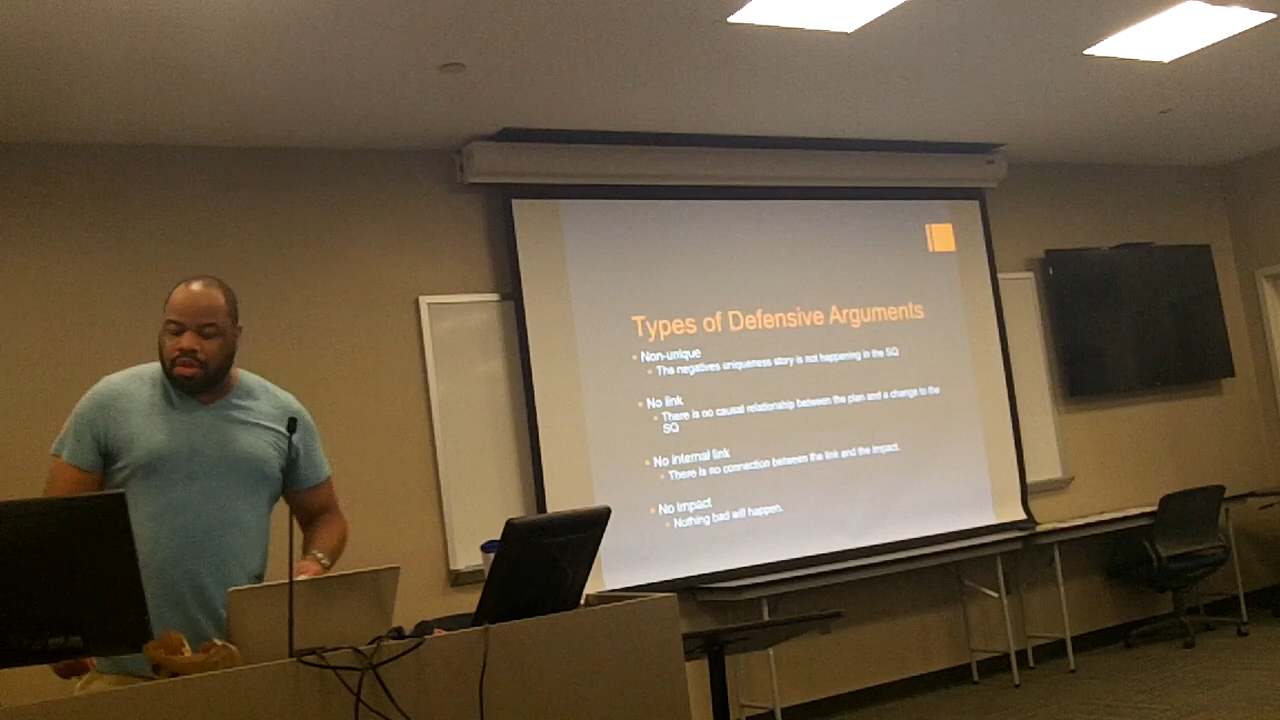 Types of Defensive Arguments
Non-unique
The negatives uniqueness story is not happening in the SQ
No link
There is no causal relationship between the plan and a change to the
SQ
No internal link
There is no connection between the link and the impact.
No impact
Nothing bad will happen.